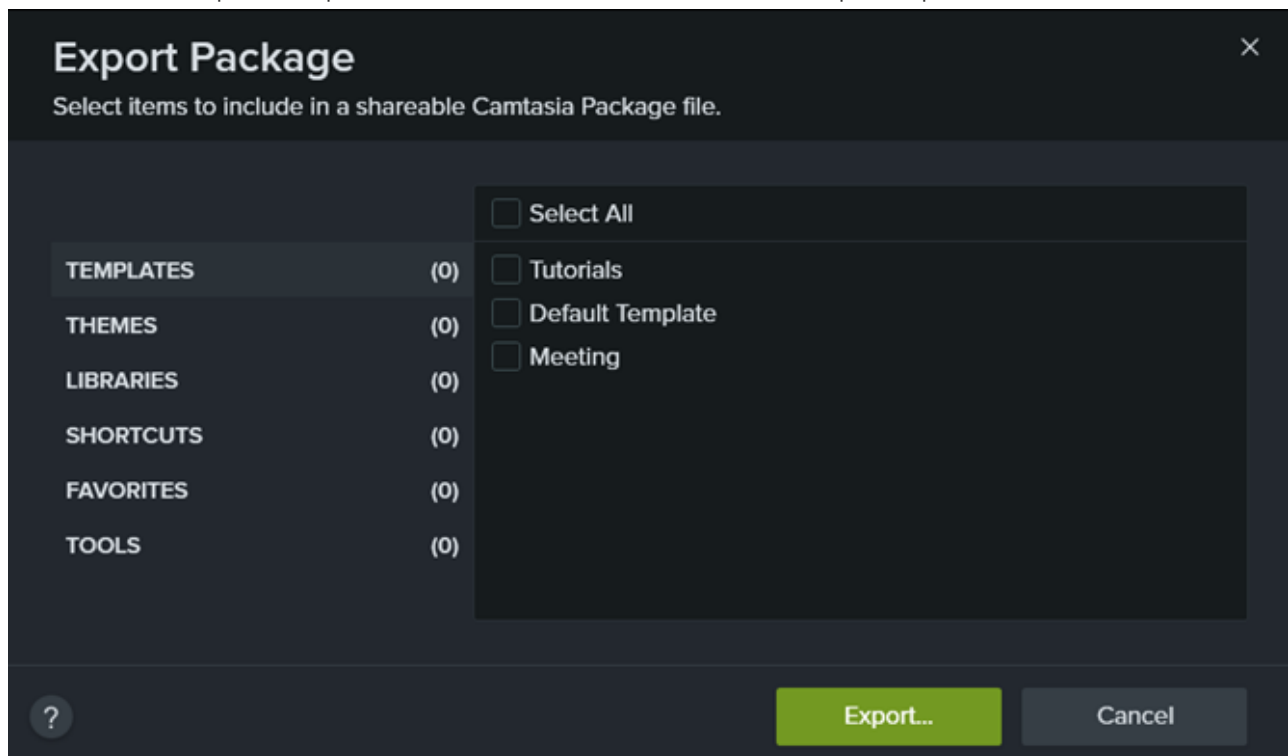 Export Package
Select items to include in a shareable Camtasia Package file.
Select All
TEMPLATES (0)
THEMES (0)
LIBRARIES (0)
SHORTCUTS (0)
FAVORITES (0)
TOOLS (0)
Tutorials
Default Template
Meeting
?
Export...
Cancel